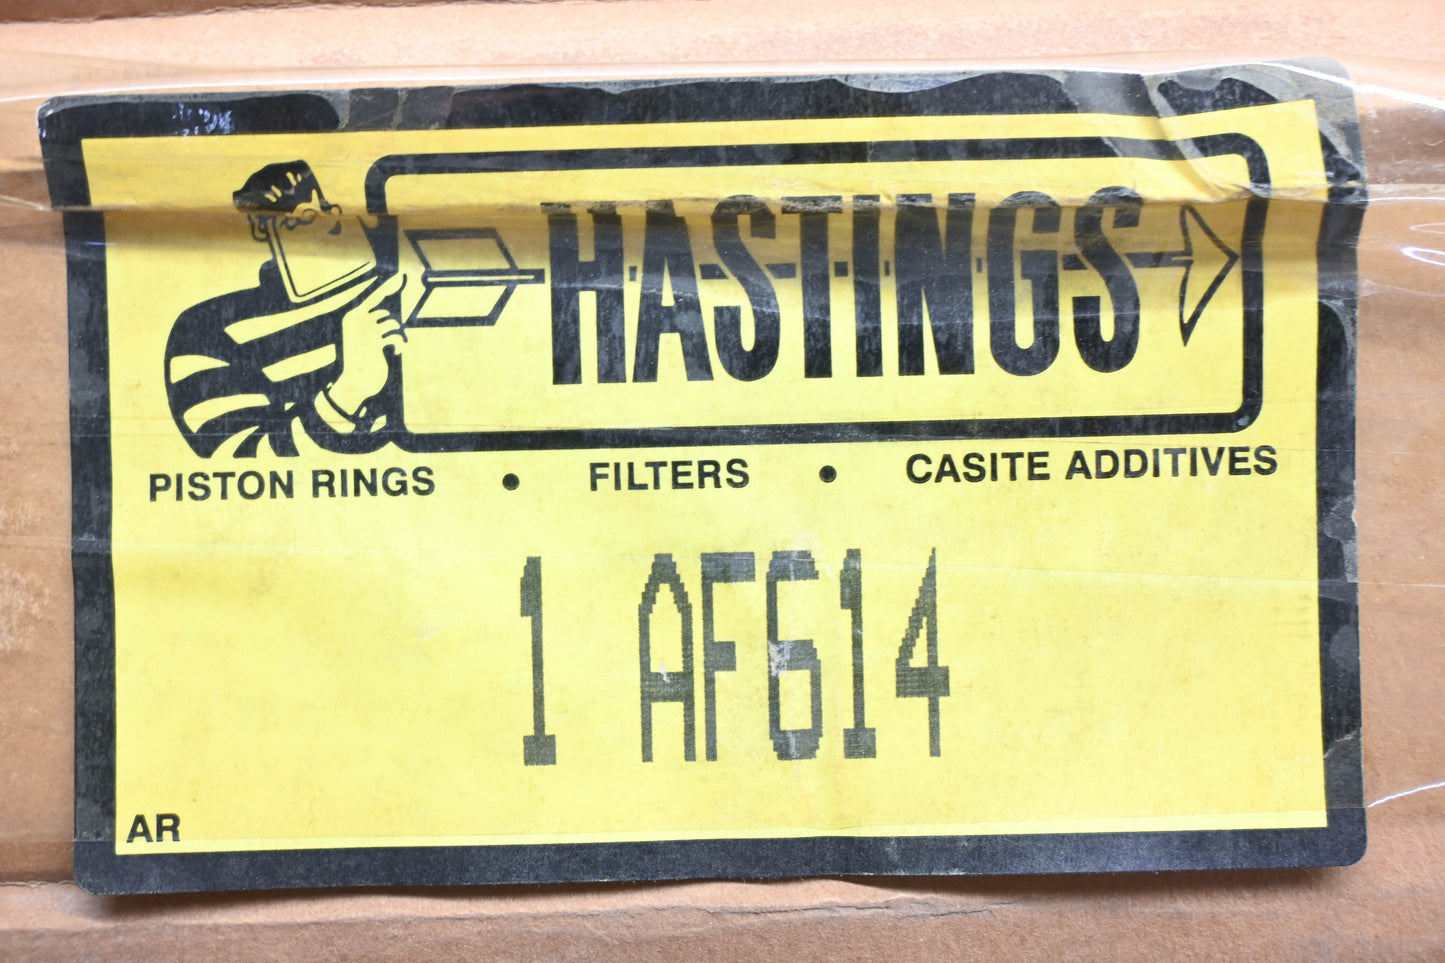 HASTINGS
PISTON RINGS • FILTERS • CASITE ADDITIVES
1 AF614
AR